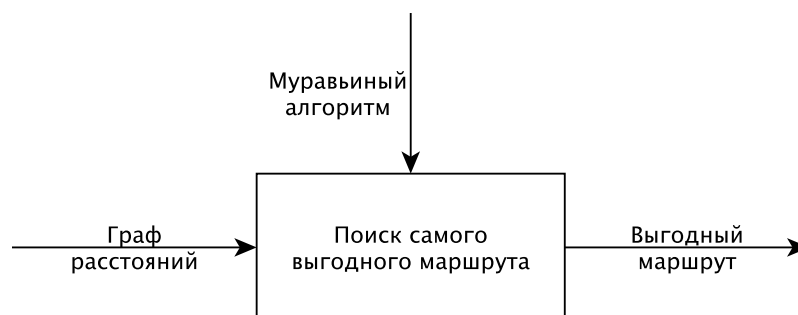 Муравьиный
алгоритм
Граф
расстояний
Поиск самого
выгодного маршрута
Выгодный
маршрут